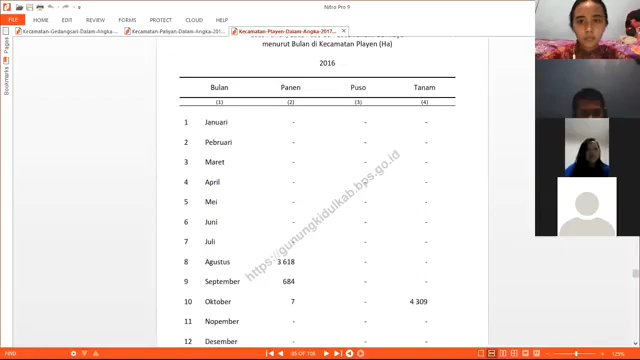 Nitro Pro 9
FILE HOME EDIT REVIEW FORMS PROTECT CLOUD HELP
Kecamatan-Gedangsari-Dalam-Angka-... Kecamatan-Paliyan-Dalam-Angka-201... Kecamatan-Playen-Dalam-Angka-2017...
Pages
Bookmarks
menurut Bulan di Kecamatan Playen (Ha)
2016
Bulan Panen Puso Tanam
(1) (2) (3) (4)
1 Januari - - -
2 Pebruari - - -
3 Maret - - -
4 April - - -
5 Mei - - -
6 Juni - - -
7 Juli - - -
8 Agustus 3 618 - -
9 September 684 - -
10 Oktober 7 - 4 309
11 Nopember - - -
12 Desember - - -
https://gunungkidulkab.bps.go.id
FIND 85 OF 106 125%